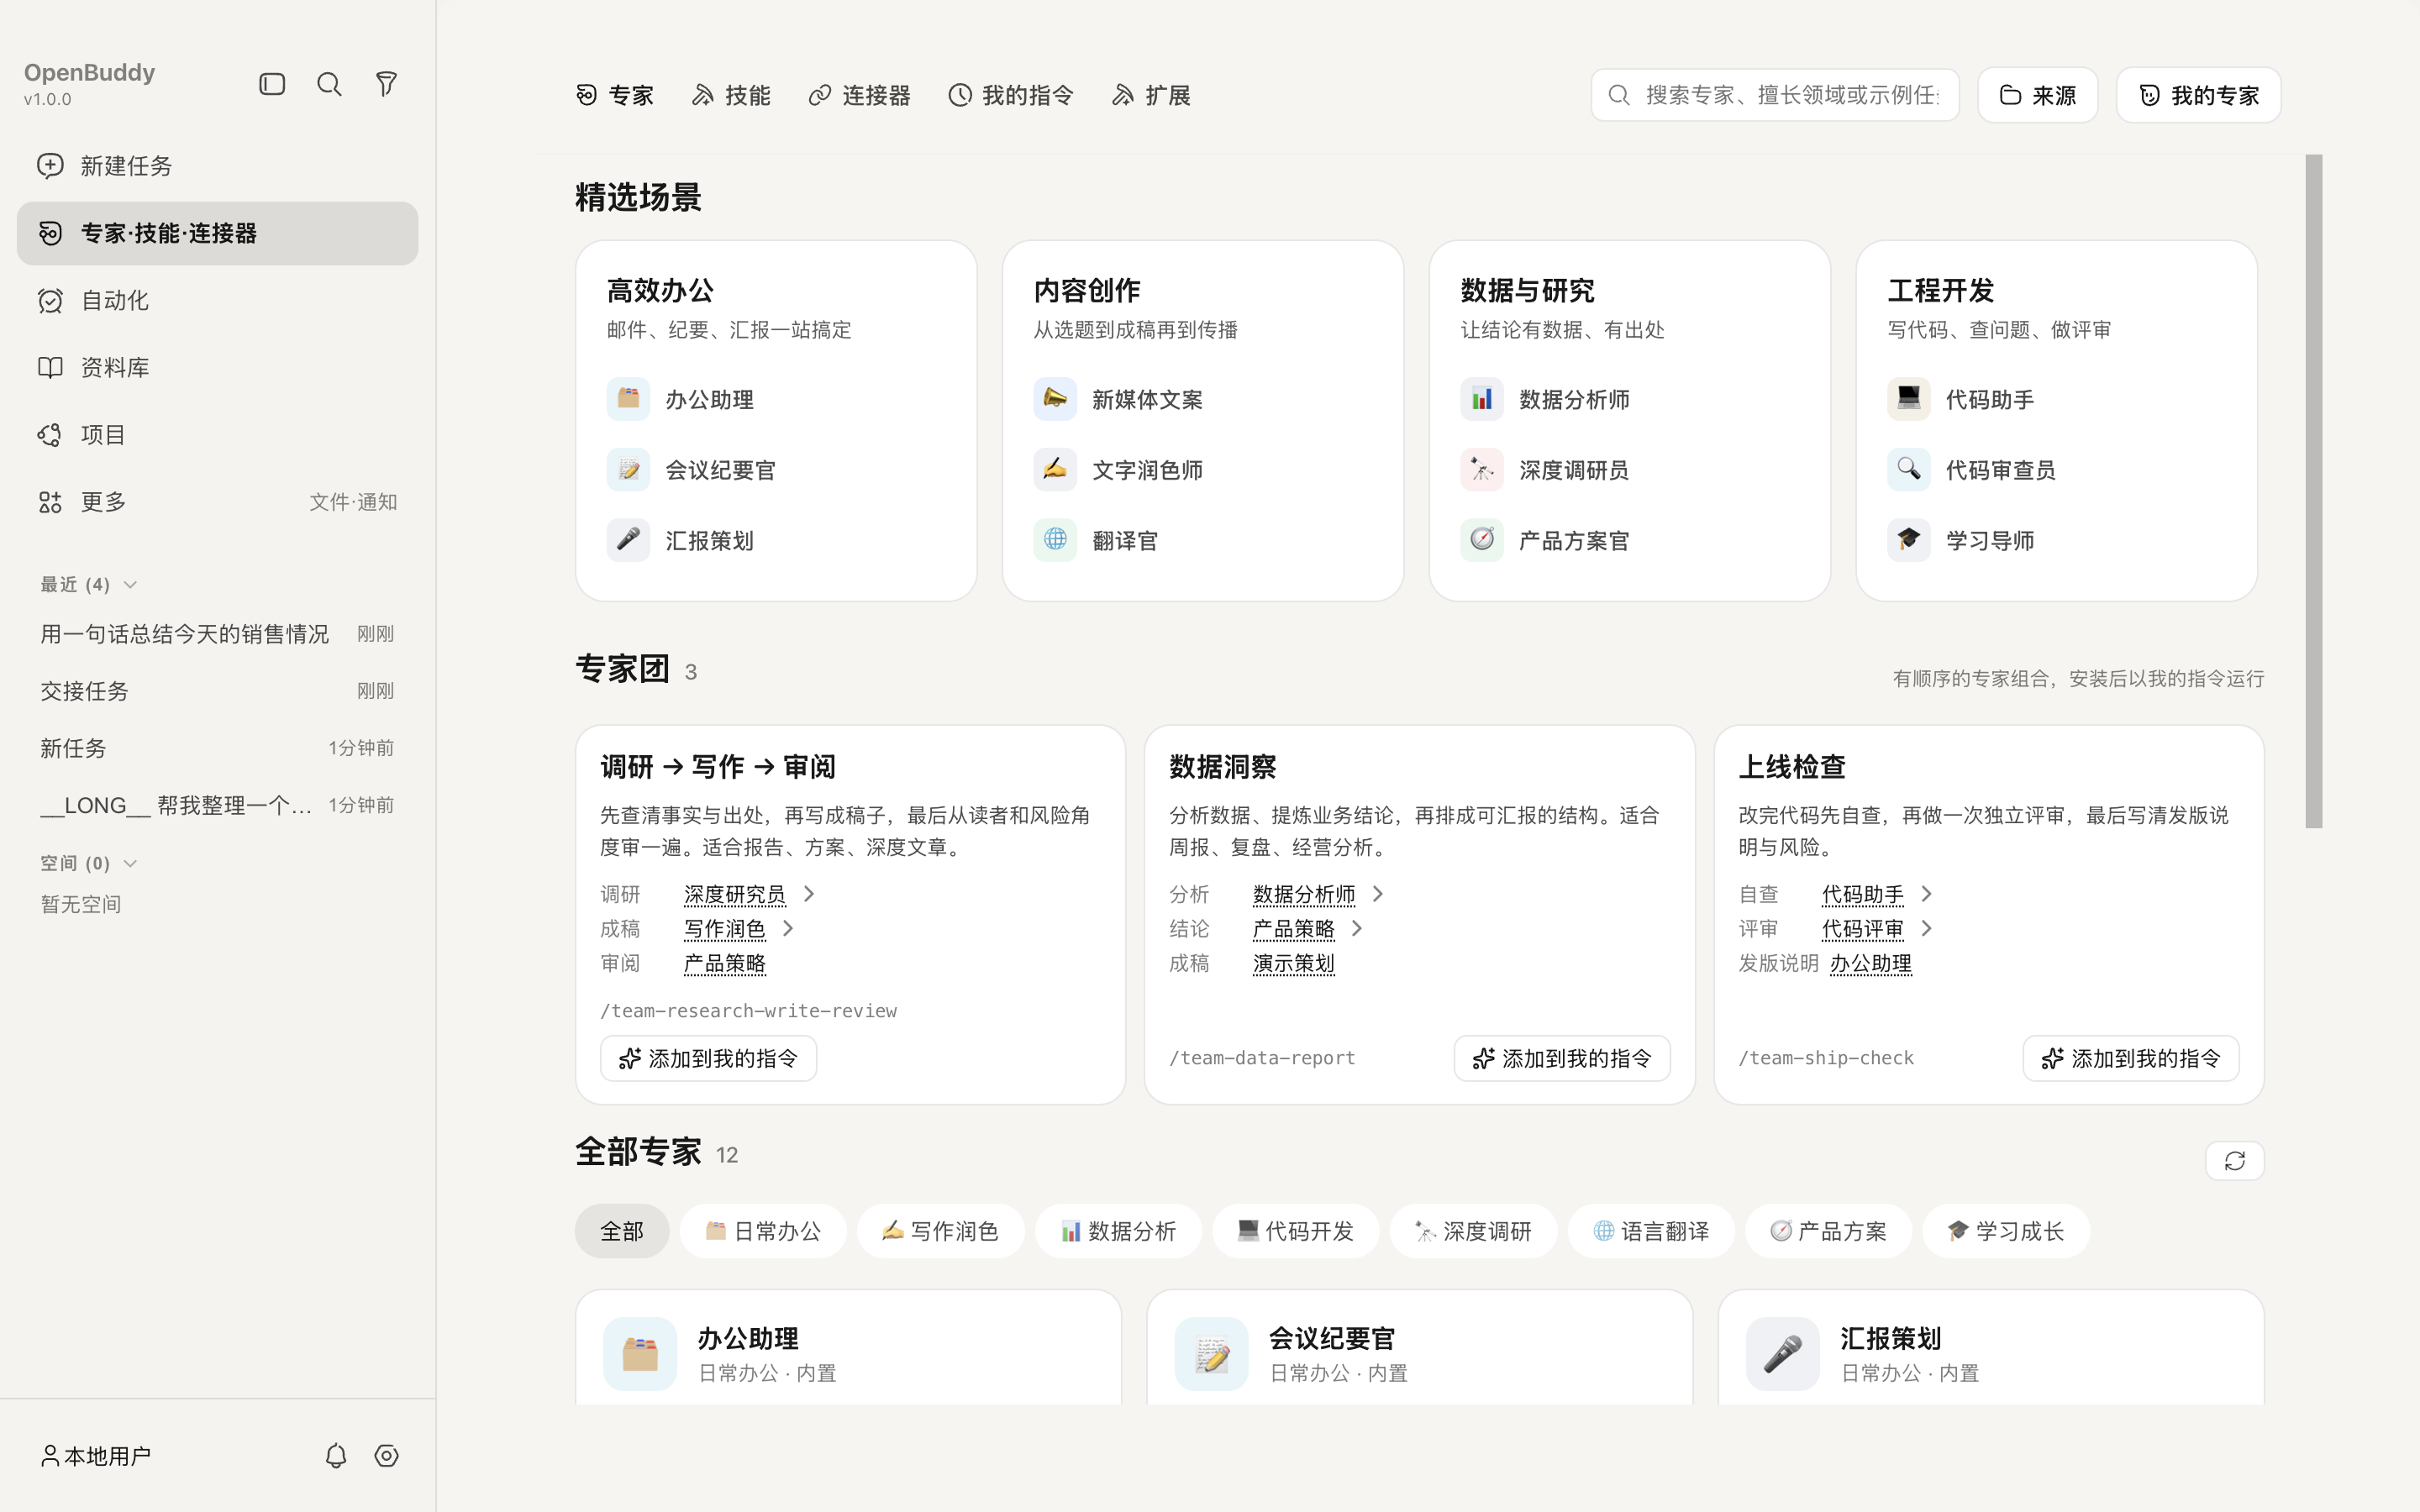 OpenBuddy
v1.0.0
新建任务
专家·技能·连接器
自动化
资料库
项目
更多 文件·通知
最近 (4)
用一句话总结今天的销售情况 刚刚
交接任务 刚刚
新任务 1分钟前
__LONG__ 帮我整理一个… 1分钟前
空间 (0)
暂无空间
本地用户
专家 技能 连接器 我的指令 扩展
搜索专家、擅长领域或示例任 来源 我的专家
精选场景
高效办公
邮件、纪要、汇报一站搞定
办公助理
会议纪要官
汇报策划
内容创作
从选题到成稿再到传播
新媒体文案
文字润色师
翻译官
数据与研究
让结论有数据、有出处
数据分析师
深度调研员
产品方案官
工程开发
写代码、查问题、做评审
代码助手
代码审查员
学习导师
专家团 3
有顺序的专家组合，安装后以我的指令运行
调研 → 写作 → 审阅
先查清事实与出处，再写成稿子，最后从读者和风险角
度审一遍。适合报告、方案、深度文章。
调研 深度研究员
成稿 写作润色
审阅 产品策略
/team-research-write-review
添加到我的指令
数据洞察
分析数据、提炼业务结论，再排成可汇报的结构。适合
周报、复盘、经营分析。
分析 数据分析师
结论 产品策略
成稿 演示策划
/team-data-report 添加到我的指令
上线检查
改完代码先自查，再做一次独立评审，最后写清发版说
明与风险。
自查 代码助手
评审 代码评审
发版说明 办公助理
/team-ship-check 添加到我的指令
全部专家 12
全部 日常办公 写作润色 数据分析 代码开发 深度调研 语言翻译 产品方案 学习成长
办公助理
日常办公 · 内置
会议纪要官
日常办公 · 内置
汇报策划
日常办公 · 内置